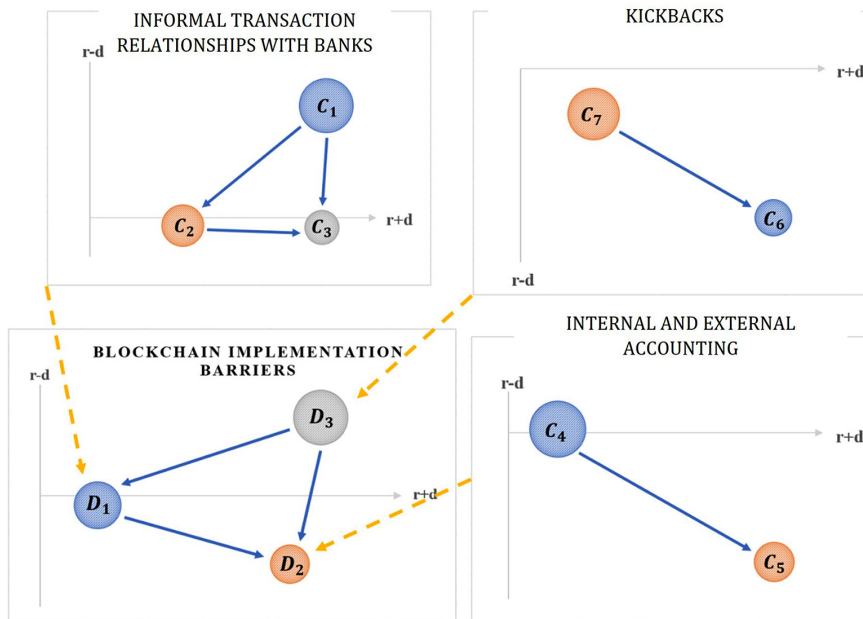 INFORMAL TRANSACTION
RELATIONSHIPS WITH BANKS
r-d
C₁
C₂
C₃
r+d
KICKBACKS
r+d
C₇
C₆
r-d
BLOCKCHAIN IMPLEMENTATION
BARRIERS
r-d
D₃
D₁
r+d
D₂
INTERNAL AND EXTERNAL
ACCOUNTING
r-d
C₄
r+d
C₅